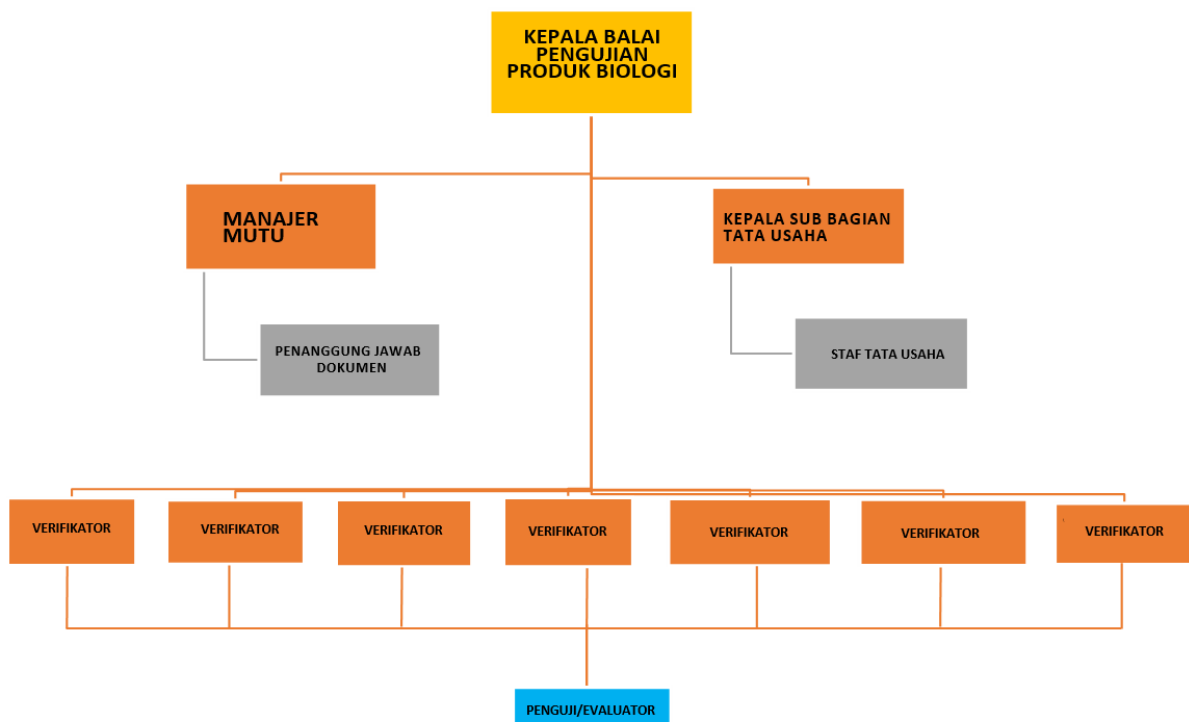 KEPALA BALAI
PENGUJIAN
PRODUK BIOLOGI
MANAJER
MUTU
KEPALA SUB BAGIAN
TATA USAHA
PENANGGUNG JAWAB
DOKUMEN
STAF TATA USAHA
VERIFIKATOR
VERIFIKATOR
VERIFIKATOR
VERIFIKATOR
VERIFIKATOR
VERIFIKATOR
VERIFIKATOR
PENGUJI/EVALUATOR